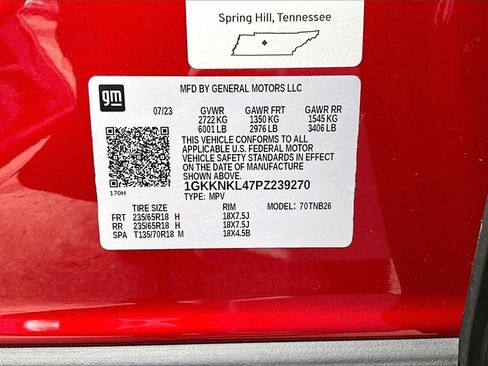 Spring Hill, Tennessee
gm
MFD BY GENERAL MOTORS LLC
07/23 GVWR GAWR FRT GAWR RR
2722 KG 1350 KG 1545 KG
6001 LB 2976 LB 3406 LB
THIS VEHICLE CONFORMS TO ALL
APPLICABLE U.S. FEDERAL MOTOR
VEHICLE SAFETY STANDARDS IN EFFECT
ON THE DATE OF MANUFACTURE
SHOWN ABOVE.
1GKKNKL47PZ239270
170H TYPE: MPV
TIRE SIZE RIM MODEL: 70TNB26
FRT 235/65R18 H 18X7.5J
RR 235/65R18 H 18X7.5J
SPA T135/70R18 M 18X4.5B